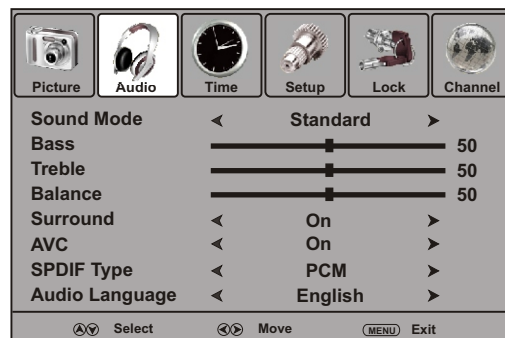 Picture Audio Time Setup Lock Channel
Sound Mode Standard
Bass 50
Treble 50
Balance 50
Surround On
AVC On
SPDIF Type PCM
Audio Language English
Select Move MENU Exit